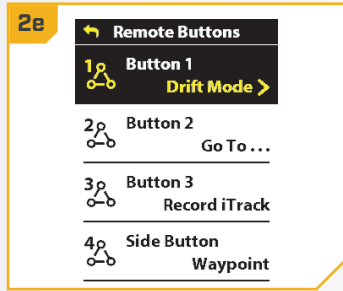 2e
Remote Buttons
1 Button 1
Drift Mode >
2 Button 2
Go To ...
3 Button 3
Record iTrack
4 Side Button
Waypoint